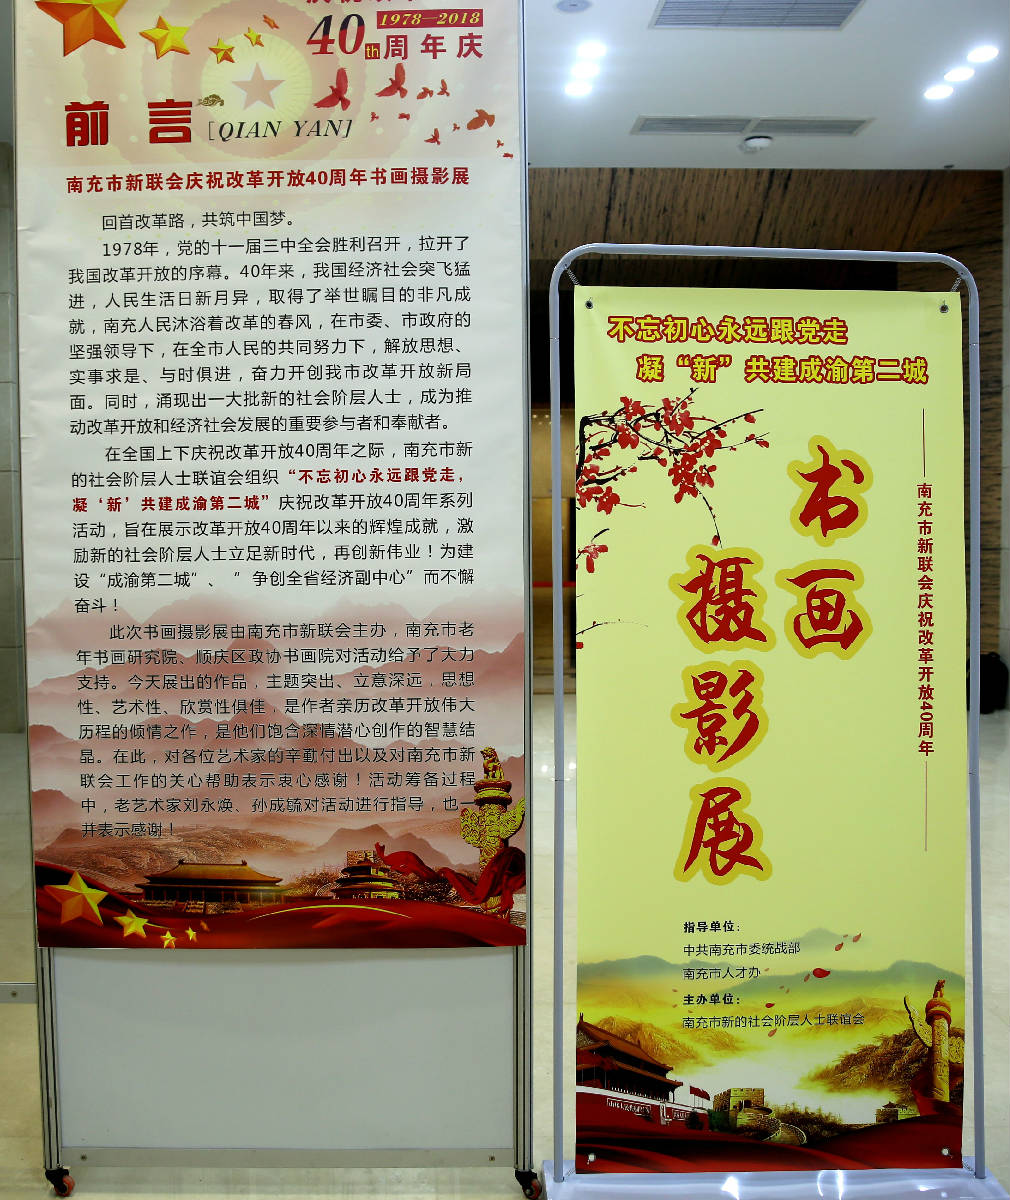 40th周年庆
1978—2018
前言
[QIAN YAN]
南充市新联会庆祝改革开放40周年书画摄影展
回首改革路，共筑中国梦。
1978年，党的十一届三中全会胜利召开，拉开了
我国改革开放的序幕。40年来，我国经济社会突飞猛
进，人民生活日新月异，取得了举世瞩目的非凡成
就，南充人民沐浴着改革的春风，在市委、市政府的
坚强领导下，在全市人民的共同努力下，解放思想、
实事求是、与时俱进，奋力开创我市改革开放新局
面。同时，涌现出一大批新的社会阶层人士，成为推
动改革开放和经济社会发展的重要参与者和奉献者。
在全国上下庆祝改革开放40周年之际，南充市新
的社会阶层人士联谊会组织“不忘初心永远跟党走，
凝‘新’共建成渝第二城”庆祝改革开放40周年系列
活动，旨在展示改革开放40周年以来的辉煌成就，激
励新的社会阶层人士立足新时代，再创新伟业！为建
设“成渝第二城”、“争创全省经济副中心”而不懈
奋斗！
此次书画摄影展由南充市新联会主办，南充市老
年书画研究院、顺庆区政协书画院对活动给予了大力
支持。今天展出的作品，主题突出、立意深远，思想
性、艺术性、欣赏性俱佳，是作者亲历改革开放伟大
历程的倾情之作，是他们饱含深情潜心创作的智慧结
晶。在此，对各位艺术家的辛勤付出以及对南充市新
联会工作的关心帮助表示衷心感谢！活动筹备过程
中，老艺术家刘永焕、孙成毓对活动进行指导，也一
并表示感谢！
不忘初心永远跟党走
凝“新”共建成渝第二城
书画
摄影展
南充市新联会庆祝改革开放40周年
指导单位：
中共南充市委统战部
南充市人才办
主办单位：
南充市新的社会阶层人士联谊会